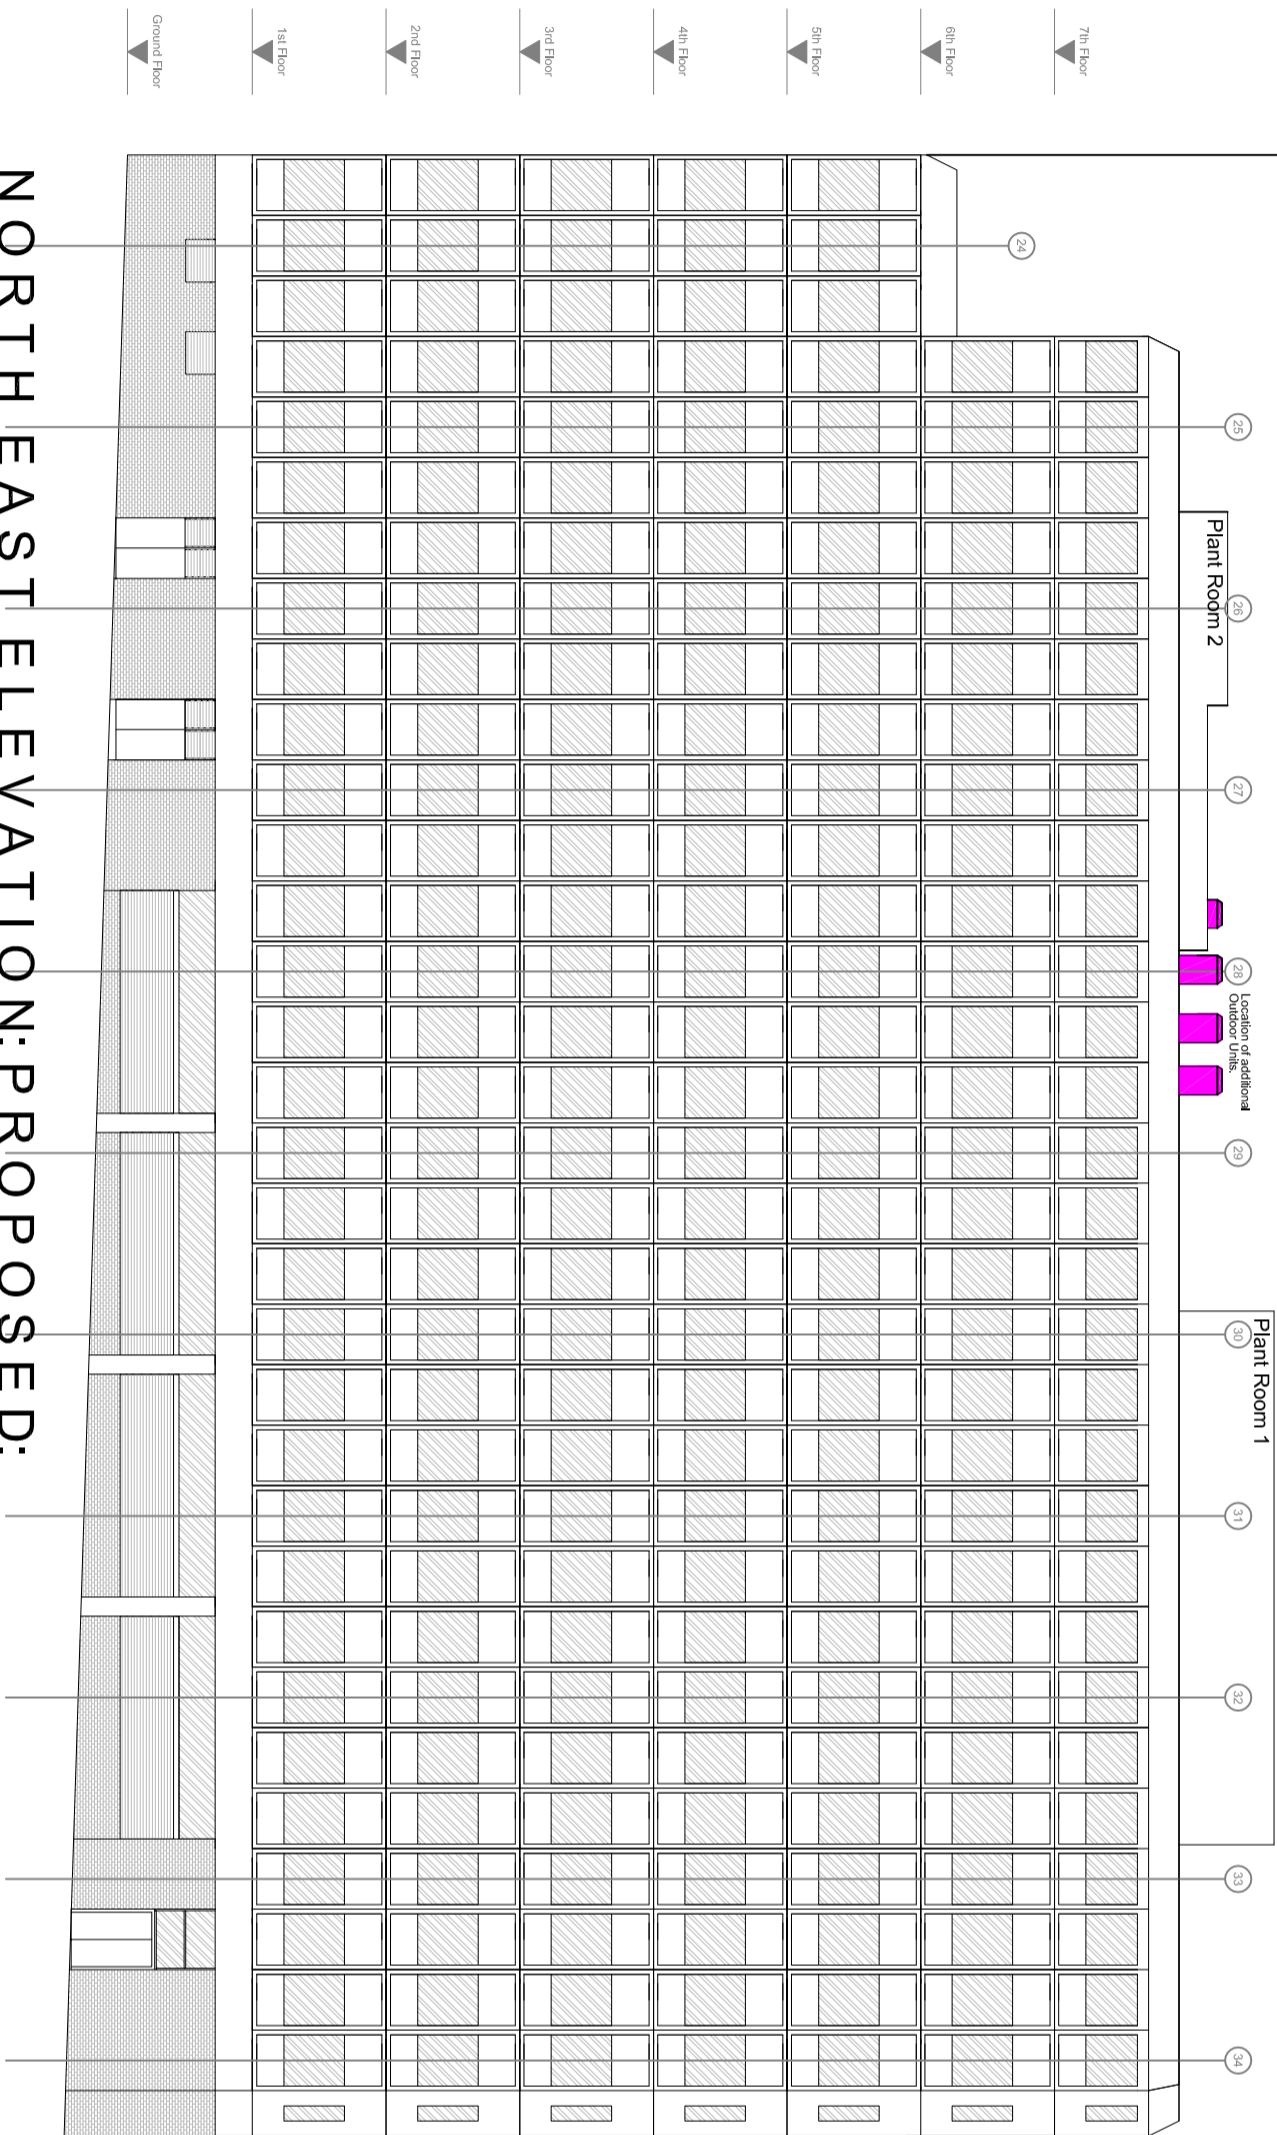 Plant Room 1
Plant Room 2
Location of additional
Outdoor Units.
24
25
26
27
28
29
30
31
32
33
34
7th Floor
6th Floor
5th Floor
4th Floor
3rd Floor
2nd Floor
1st Floor
Ground Floor
NORTH EAST ELEVATION: PROPOSED: